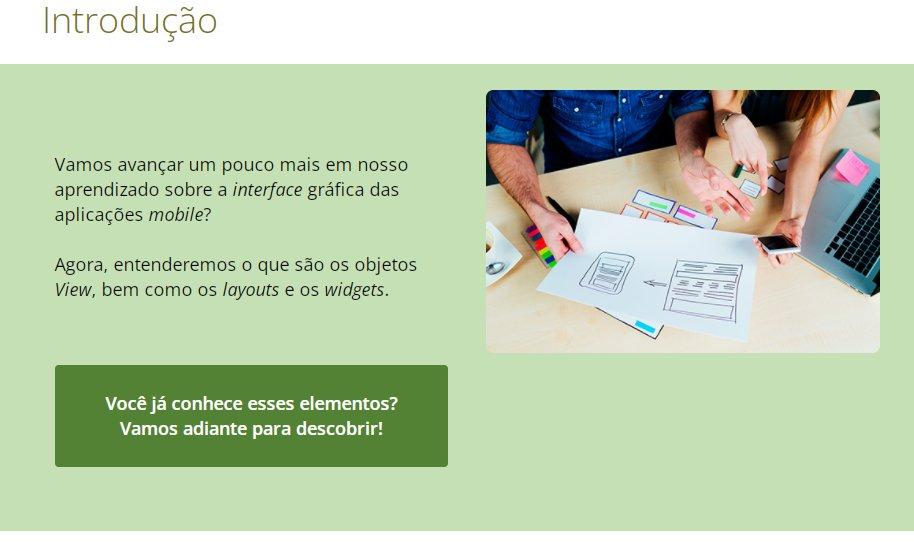 Introdução
Vamos avançar um pouco mais em nosso
aprendizado sobre a interface gráfica das
aplicações mobile?
Agora, entenderemos o que são os objetos
View, bem como os layouts e os widgets.
Você já conhece esses elementos?
Vamos adiante para descobrir!